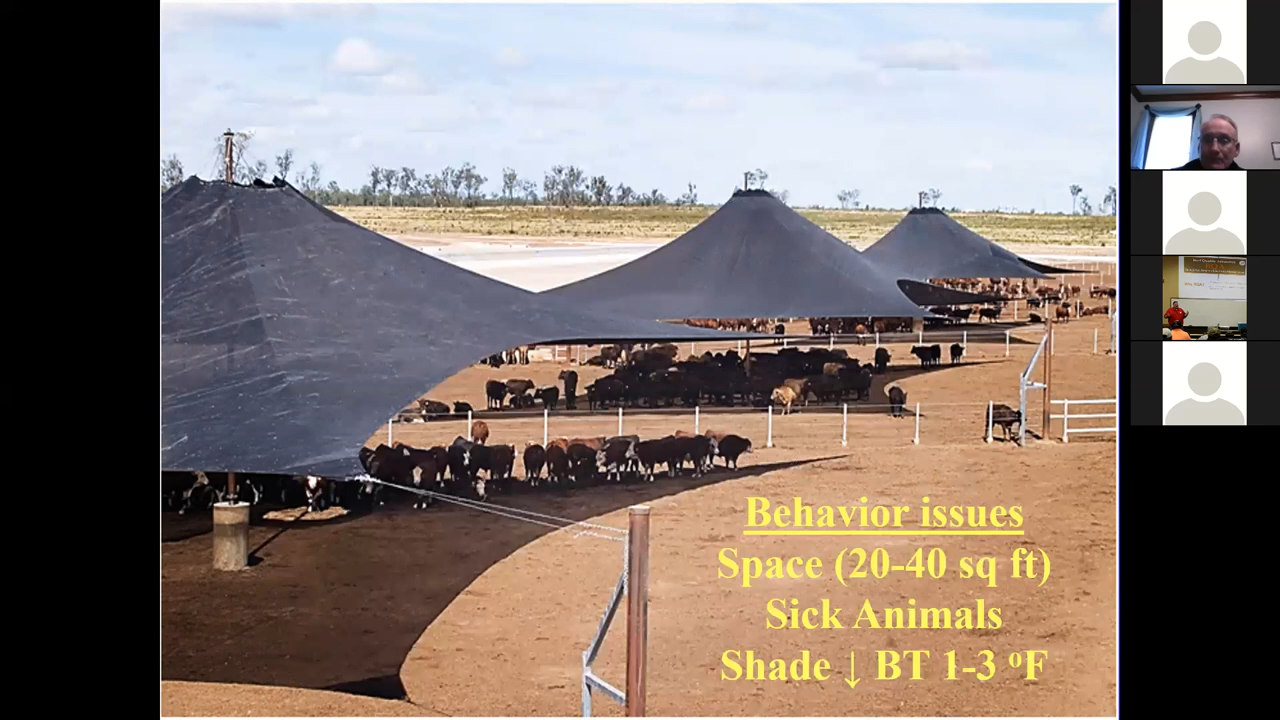 Behavior issues
Space (20-40 sq ft)
Sick Animals
Shade ↓ BT 1-3 ºF